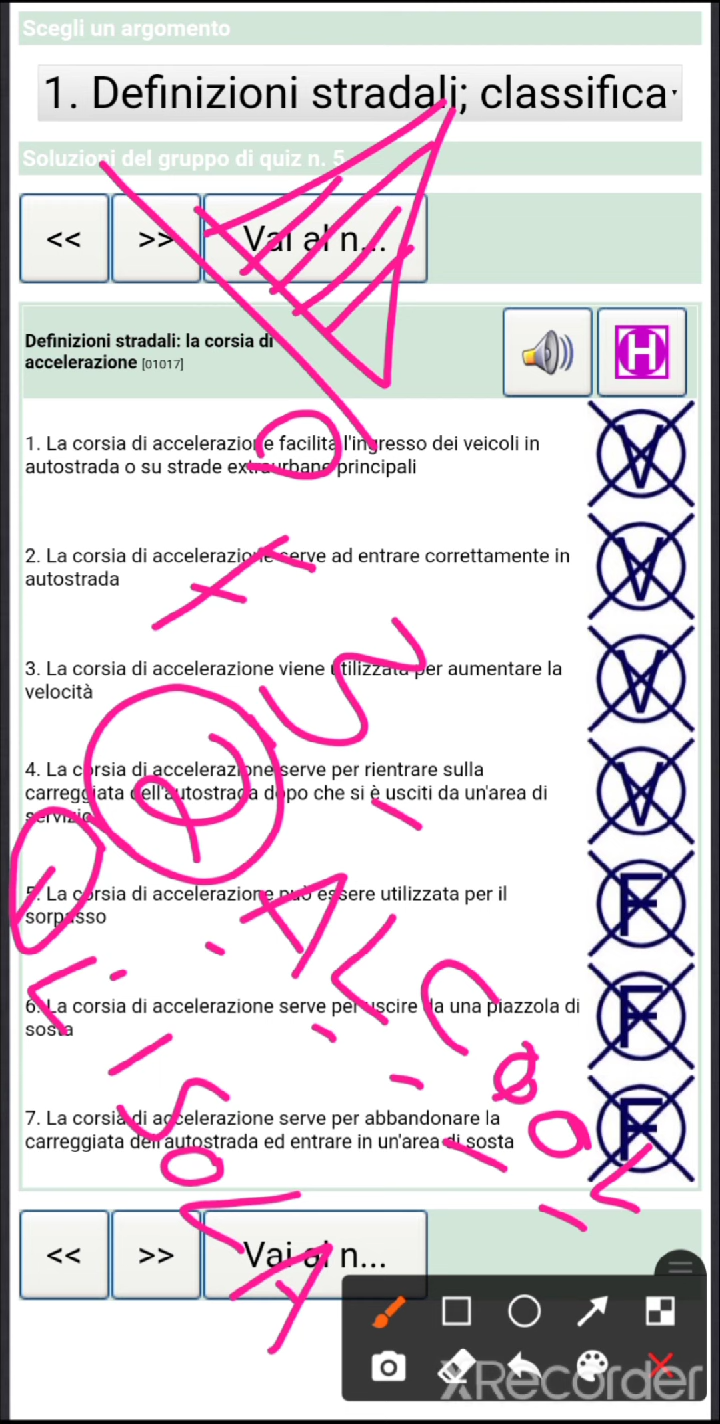 Scegli un argomento
1. Definizioni stradali; classifica
Soluzioni del gruppo di quiz n. 5
<< >> Vai al n...
Definizioni stradali: la corsia di
accelerazione [01017]
H
1. La corsia di accelerazione facilita l'ingresso dei veicoli in
autostrada o su strade extraurbane principali
V
2. La corsia di accelerazione serve ad entrare correttamente in
autostrada
V
3. La corsia di accelerazione viene utilizzata per aumentare la
velocità
V
4. La corsia di accelerazione serve per rientrare sulla
carreggiata dell'autostrada dopo che si è usciti da un'area di
servizio
V
5. La corsia di accelerazione può essere utilizzata per il
sorpasso
F
6. La corsia di accelerazione serve per uscire da una piazzola di
sosta
F
7. La corsia di accelerazione serve per abbandonare la
carreggiata dell'autostrada ed entrare in un'area di sosta
F
<< >> Vai al n...
XRecorder